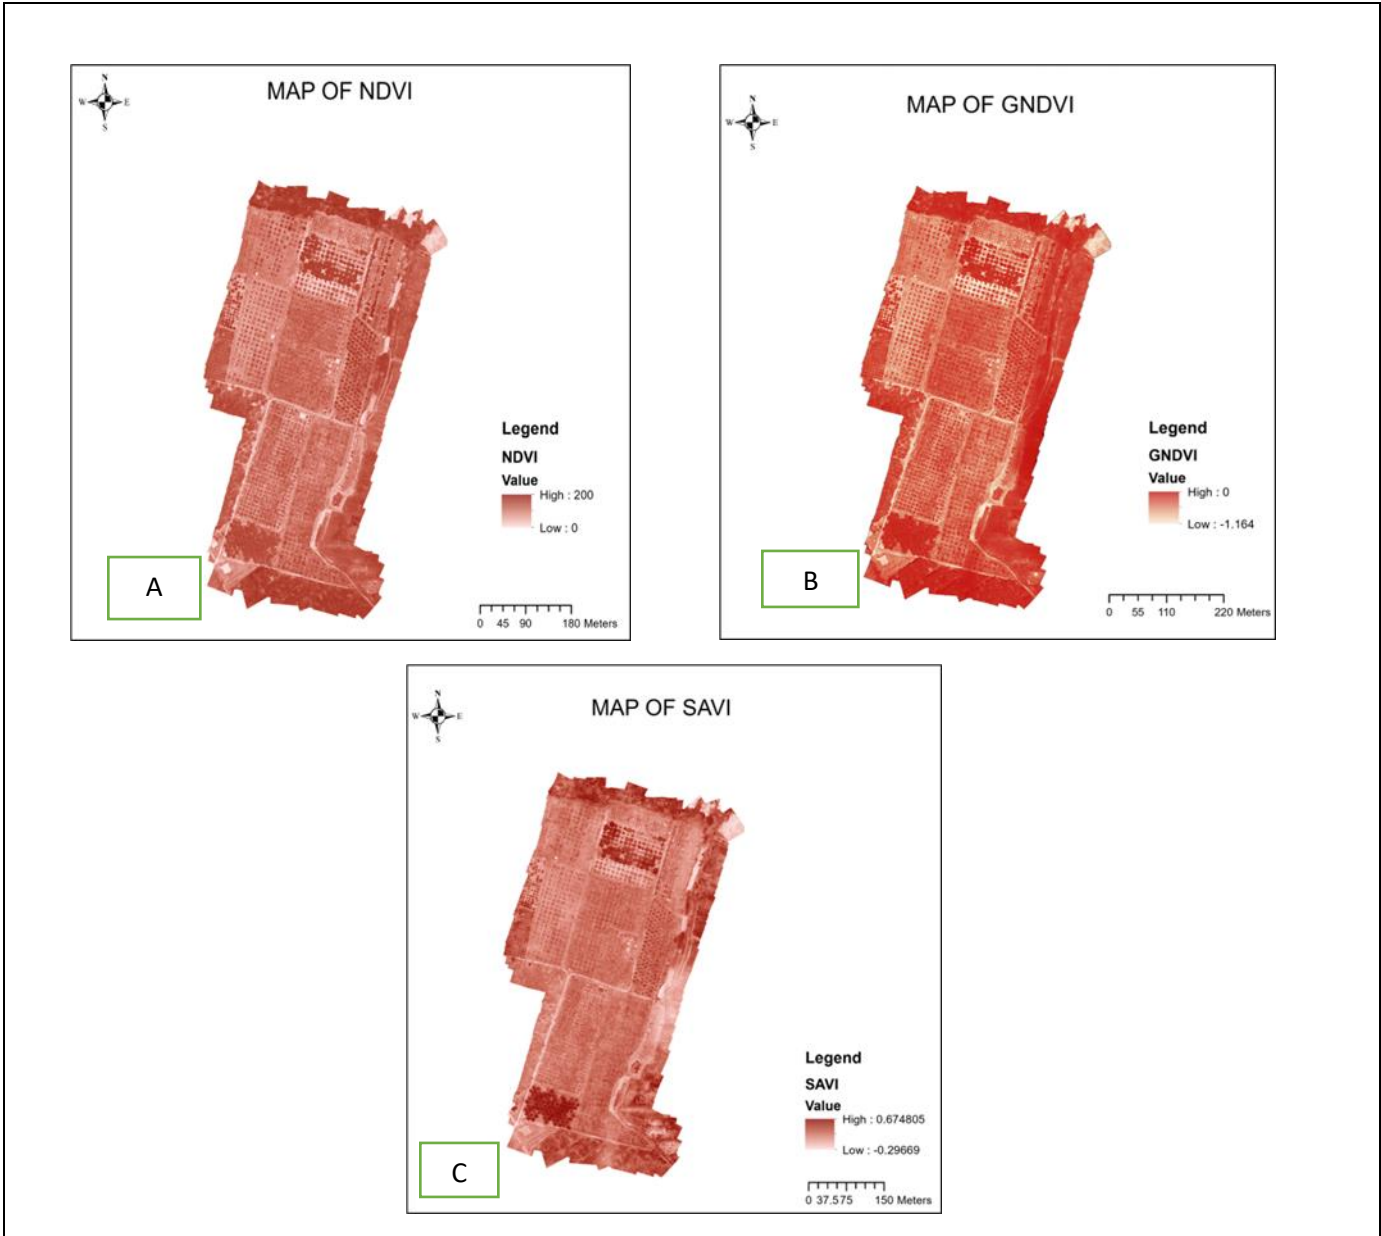 MAP OF NDVI
N
W E
S
Legend
NDVI
Value
High : 200
Low : 0
A
0 45 90 180 Meters
MAP OF GNDVI
N
W E
S
Legend
GNDVI
Value
High : 0
Low : -1.164
B
0 55 110 220 Meters
MAP OF SAVI
N
W E
S
Legend
SAVI
Value
High : 0.674805
Low : -0.29669
C
0 37.575 150 Meters